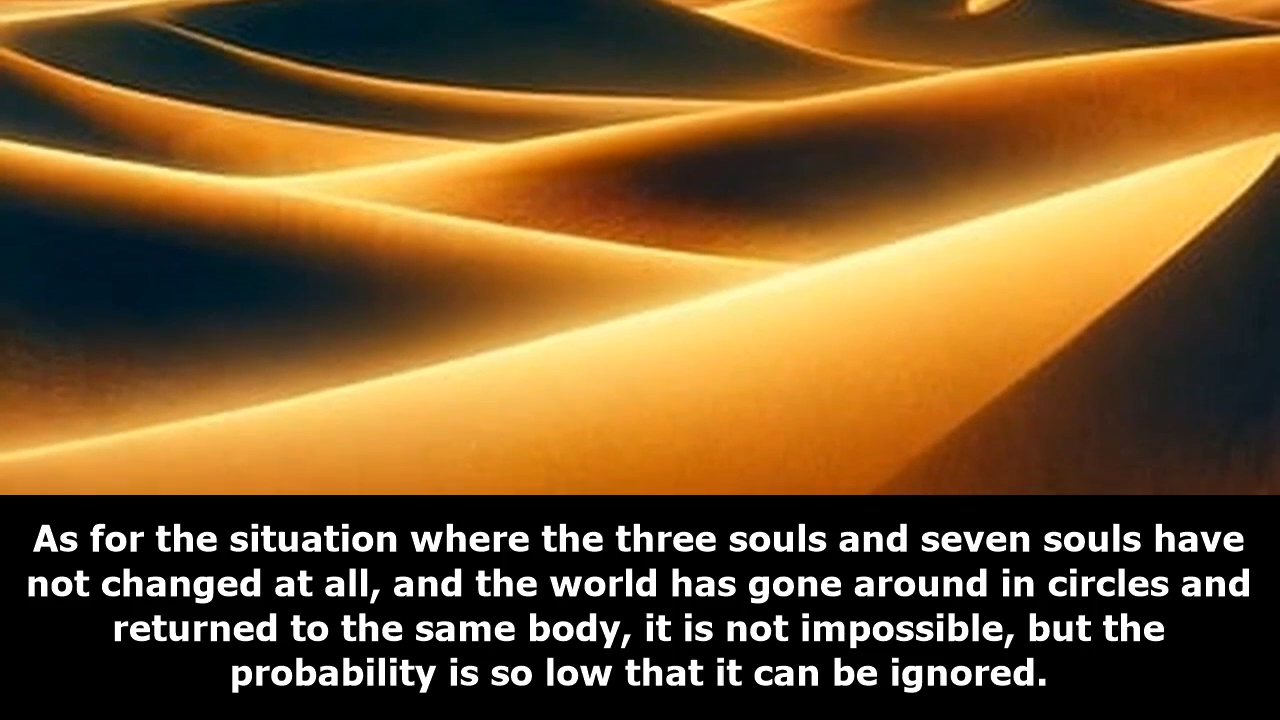 As for the situation where the three souls and seven souls have
not changed at all, and the world has gone around in circles and
returned to the same body, it is not impossible, but the
probability is so low that it can be ignored.